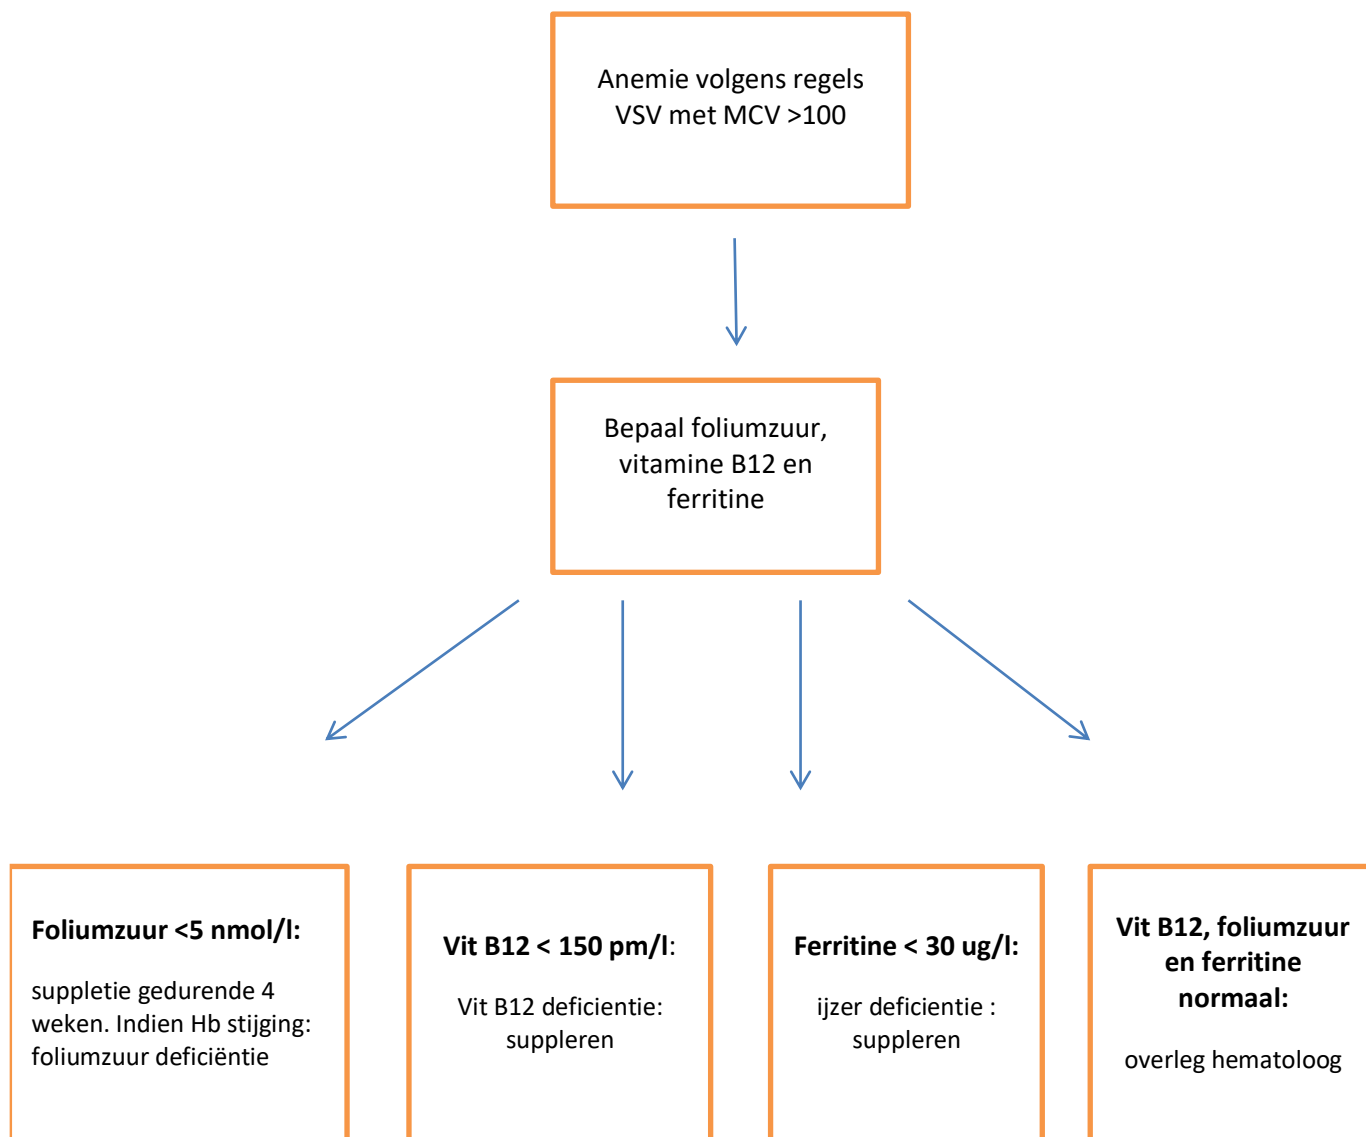 Anemie volgens regels
VSV met MCV >100
Bepaal foliumzuur,
vitamine B12 en
ferritine
Foliumzuur <5 nmol/l:
suppletie gedurende 4
weken. Indien Hb stijging:
foliumzuur deficiëntie
Vit B12 < 150 pm/l:
Vit B12 deficientie:
suppleren
Ferritine < 30 ug/l:
ijzer deficientie :
suppleren
Vit B12, foliumzuur
en ferritine
normaal:
overleg hematoloog